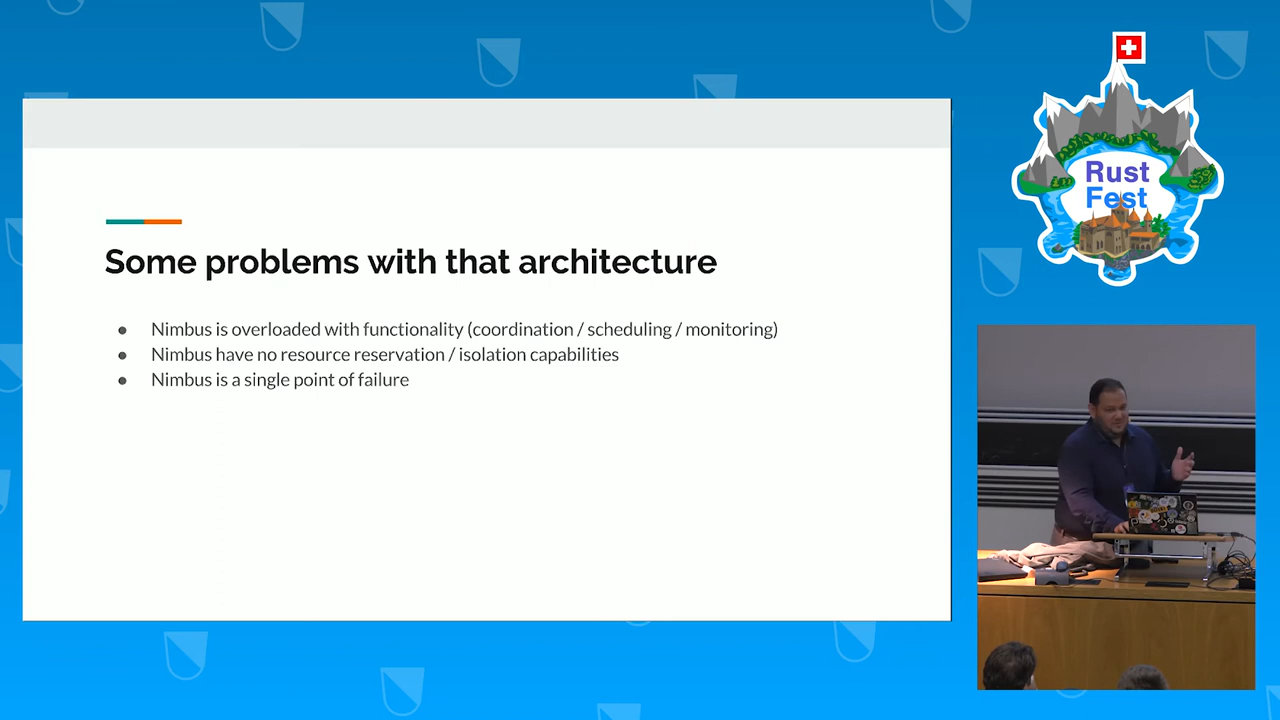 Some problems with that architecture
● Nimbus is overloaded with functionality (coordination / scheduling / monitoring)
● Nimbus have no resource reservation / isolation capabilities
● Nimbus is a single point of failure
Rust
Fest